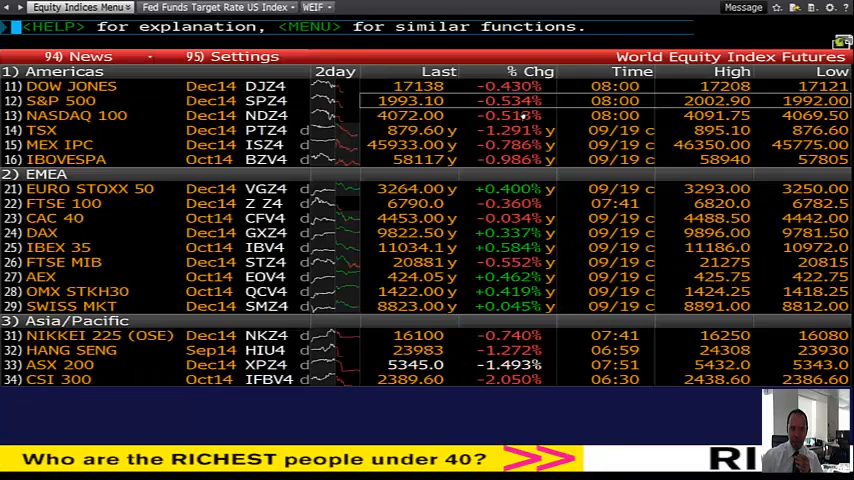 Equity Indices Menu Fed Funds Target Rate US Index WEIF Message
<HELP> for explanation, <MENU> for similar functions.
94) News 95) Settings World Equity Index Futures
1) Americas 2day Last % Chg Time High Low
11) DOW JONES Dec14 DJZ4 17138 -0.430% 08:00 17208 17121
12) S&P 500 Dec14 SPZ4 1993.10 -0.534% 08:00 2002.90 1992.00
13) NASDAQ 100 Dec14 NDZ4 4072.00 -0.513% 08:00 4091.75 4069.50
14) TSX Dec14 PTZ4 d 879.60 y -1.291% y 09/19 c 895.10 876.60
15) MEX IPC Dec14 ISZ4 d 45933.00 y -0.786% y 09/19 c 46350.00 45775.00
16) IBOVESPA Oct14 BZV4 d 58117 y -0.986% y 09/19 c 58940 57805
2) EMEA
21) EURO STOXX 50 Dec14 VGZ4 d 3264.00 y +0.400% y 09/19 c 3293.00 3250.00
22) FTSE 100 Dec14 Z Z4 d 6790.0 -0.360% 07:41 6820.0 6782.5
23) CAC 40 Oct14 CFV4 d 4453.00 y -0.034% y 09/19 c 4488.50 4442.00
24) DAX Dec14 GXZ4 d 9822.50 y +0.337% y 09/19 c 9896.00 9781.50
25) IBEX 35 Oct14 IBV4 d 11034.1 y +0.584% y 09/19 c 11186.0 10972.0
26) FTSE MIB Dec14 STZ4 d 20881 y -0.552% y 09/19 c 21275 20815
27) AEX Oct14 EOV4 d 424.05 y +0.462% y 09/19 c 425.75 422.75
28) OMX STKH30 Oct14 QCV4 d 1422.00 y +0.419% y 09/19 c 1424.25 1418.25
29) SWISS MKT Dec14 SMZ4 d 8823.00 y +0.045% y 09/19 c 8891.00 8812.00
3) Asia/Pacific
31) NIKKEI 225 (OSE) Dec14 NKZ4 d 16100 -0.740% 07:41 16250 16080
32) HANG SENG Sep14 HIU4 d 23983 -1.272% 06:59 24308 23930
33) ASX 200 Dec14 XPZ4 d 5345.0 -1.493% 07:51 5432.0 5343.0
34) CSI 300 Oct14 IFBV4 d 2389.60 -2.050% 06:30 2438.60 2386.60
Who are the RICHEST people under 40? >> RI